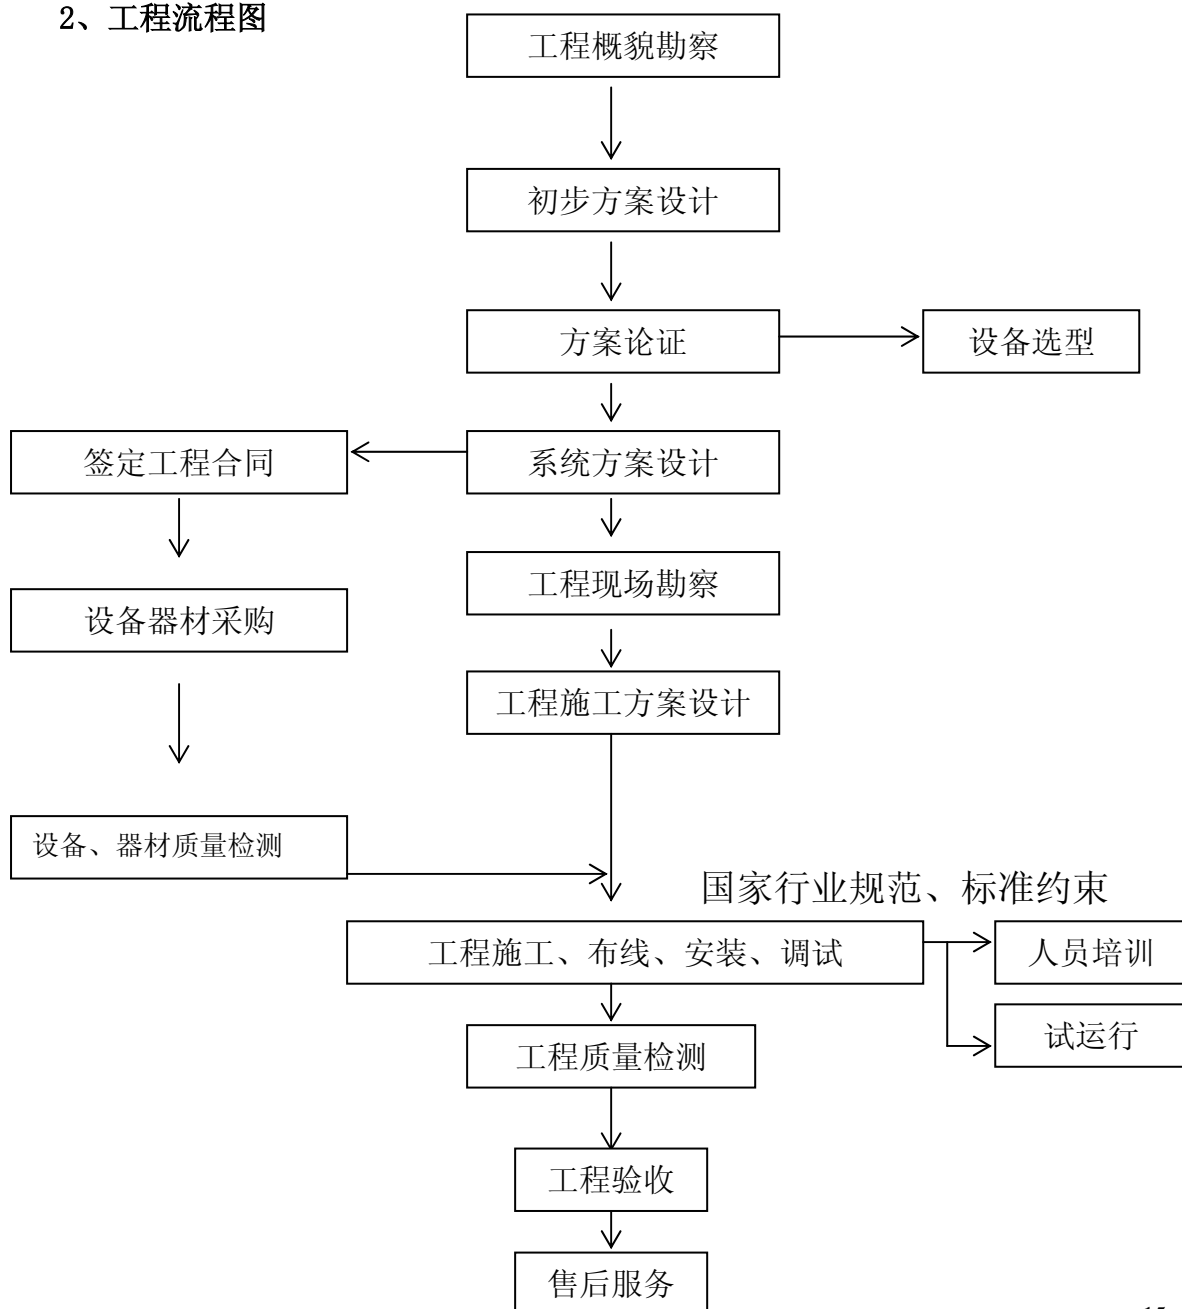 2、工程流程图
工程概貌勘察
初步方案设计
方案论证
设备选型
签定工程合同
系统方案设计
工程现场勘察
设备器材采购
工程施工方案设计
设备、器材质量检测
国家行业规范、标准约束
工程施工、布线、安装、调试
人员培训
试运行
工程质量检测
工程验收
售后服务